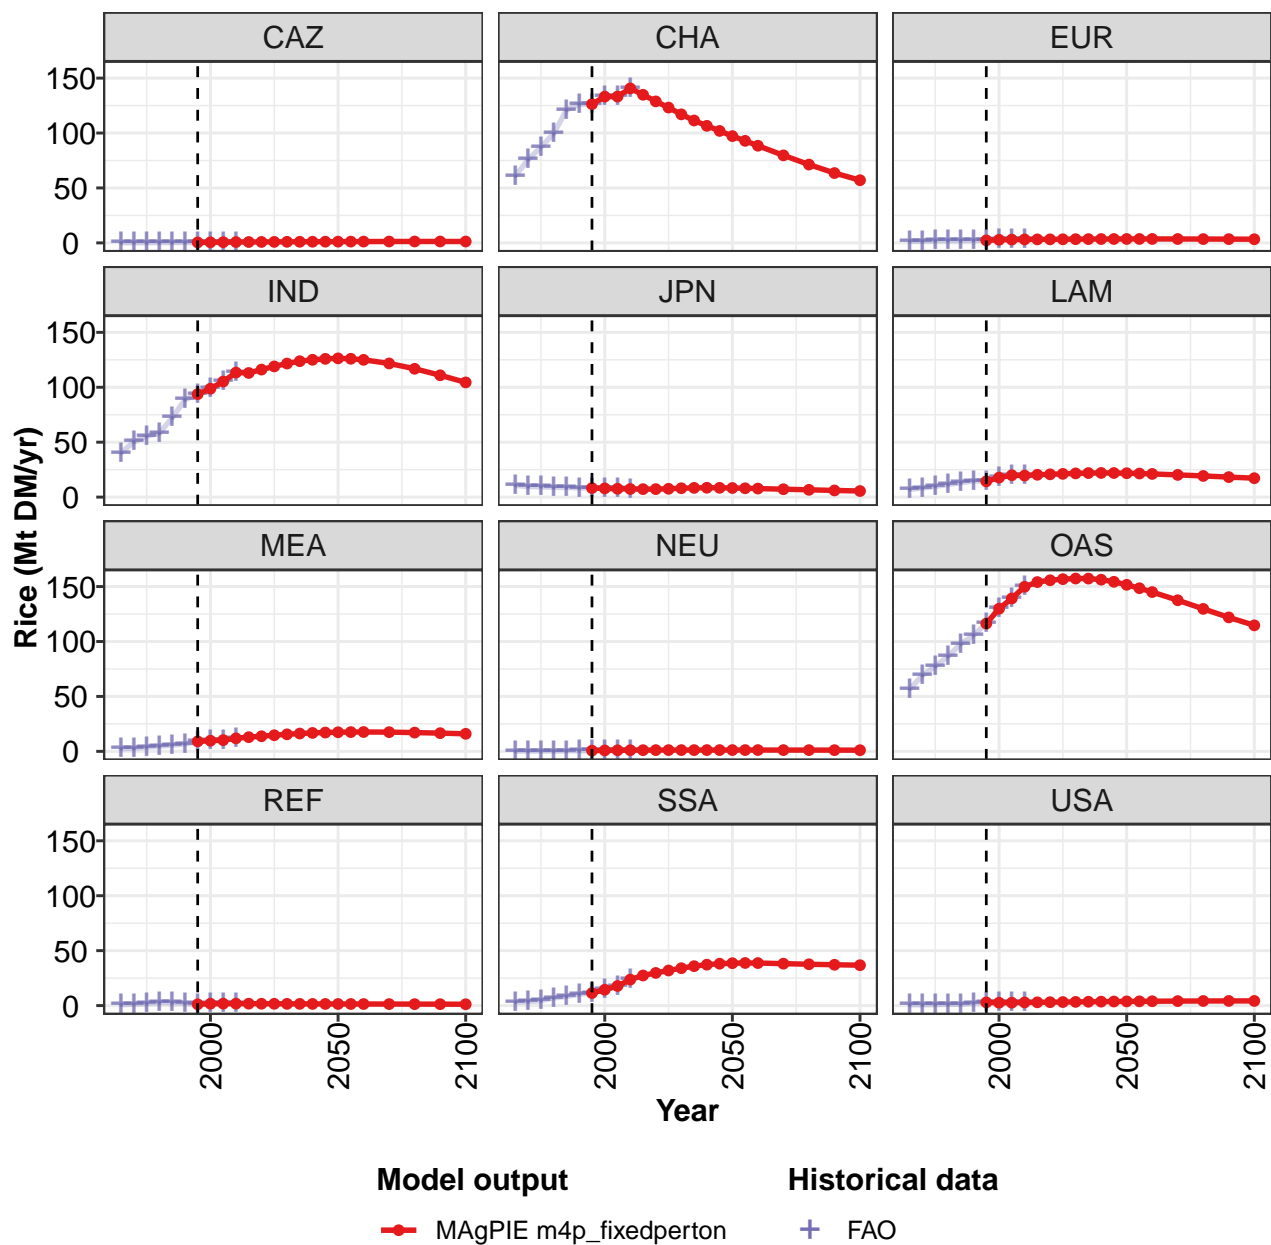 CAZ CHA EUR
150
100
50
0
IND JPN LAM
150
100
50
0
MEA NEU OAS
150
100
50
0
REF SSA USA
150
100
50
0
Rice (Mt DM/yr)
2000 2050 2100 2000 2050 2100 2000 2050 2100
Year
Model output Historical data
MAgPIE m4p_fixedperton FAO